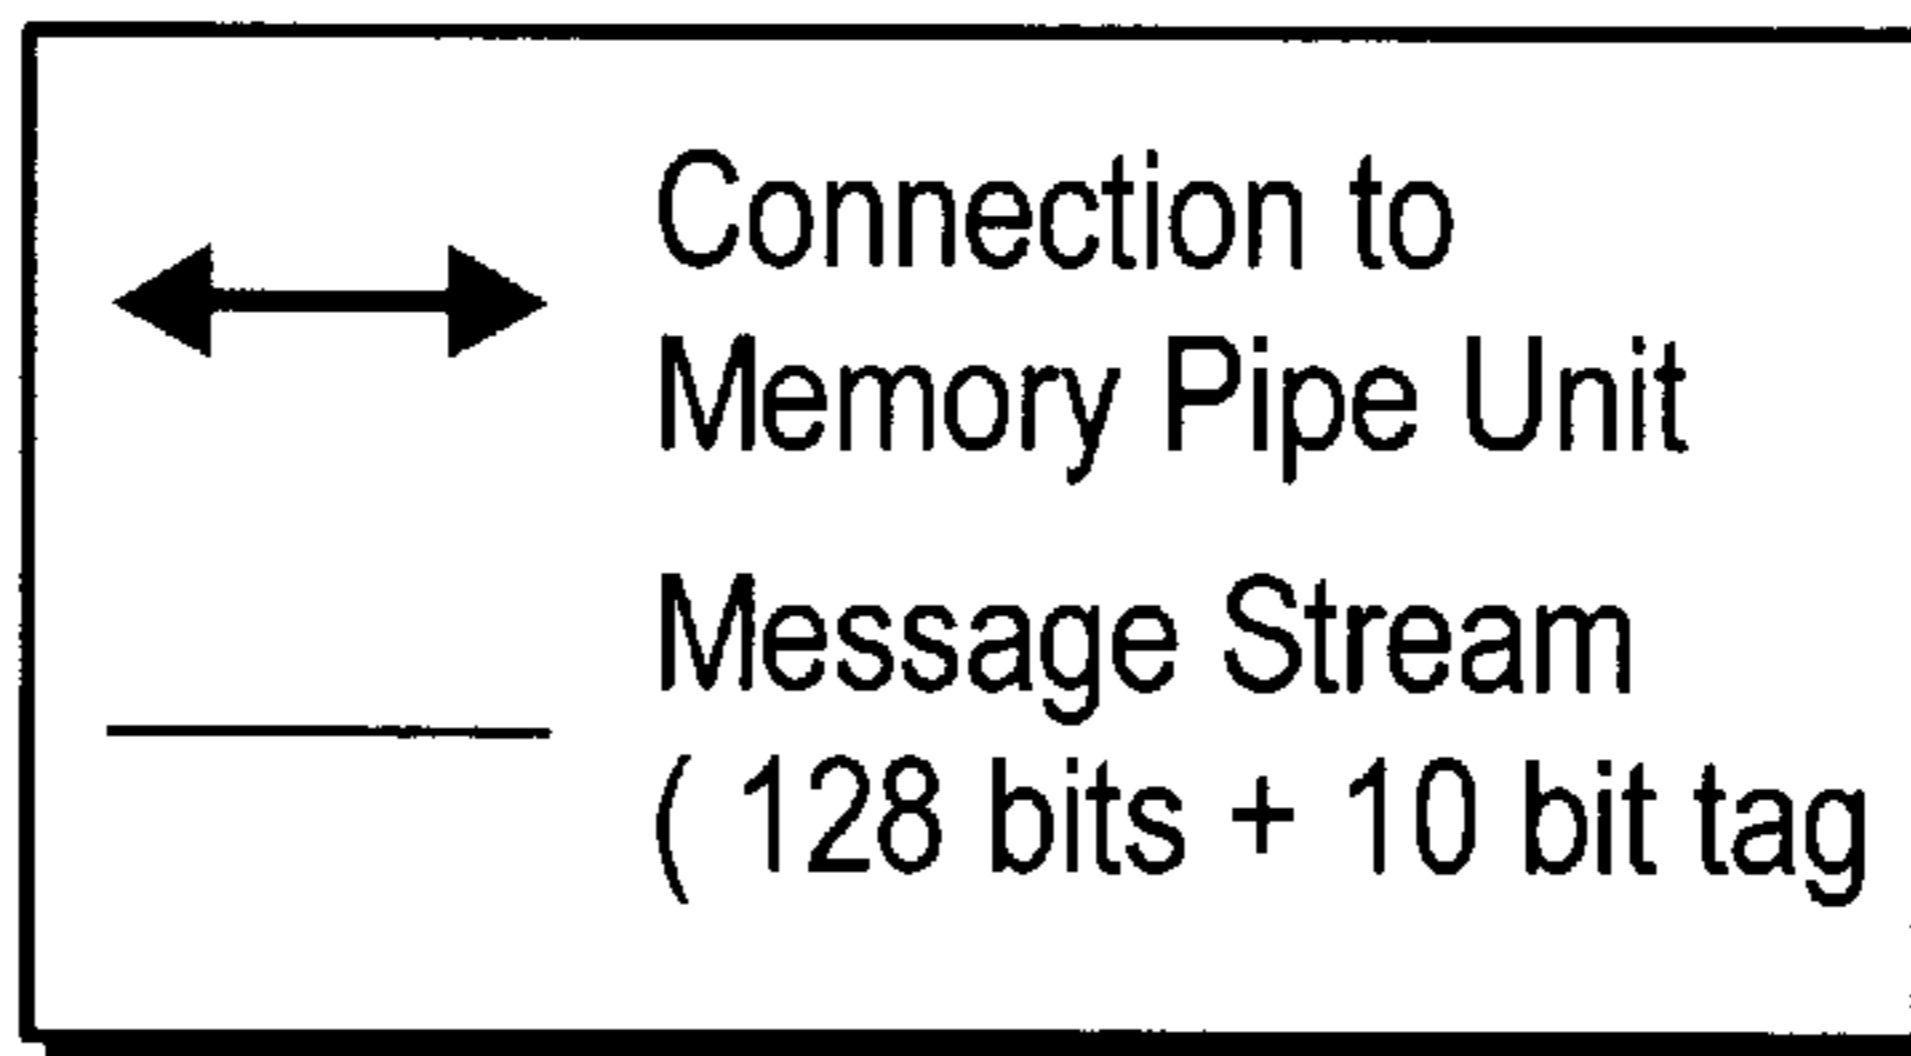 Connection to
Memory Pipe Unit
Message Stream
( 128 bits + 10 bit tag